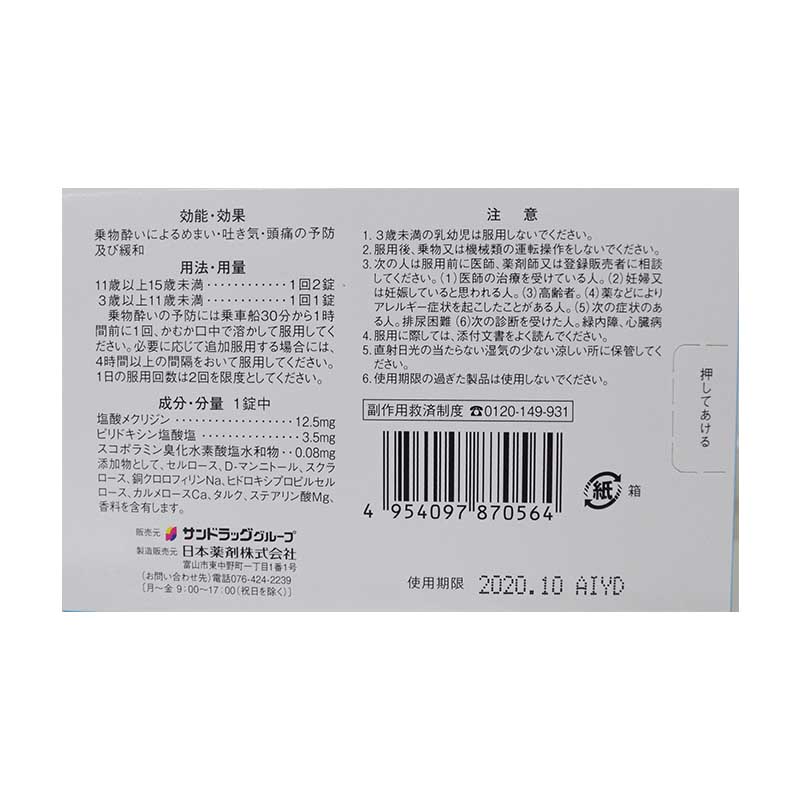 効能・効果
乗物酔いによるめまい・吐き気・頭痛の予防
及び緩和
用法・用量
11歳以上15歳未満…………1回2錠
3歳以上11歳未満…………1回1錠
乗物酔いの予防には乗車船30分から1時
間前に1回、かむか口中で溶かして服用してく
ださい。必要に応じて追加服用する場合には、
4時間以上の間隔をおいて服用してください。
1日の服用回数は2回を限度としてください。
成分・分量 1錠中
塩酸メクリジン………………12.5mg
ピリドキシン塩酸塩……………3.5mg
スコポラミン臭化水素酸塩水和物‥0.08mg
添加物として、セルロース、D-マンニトール、スクラ
ロース、銅クロロフィリンNa、ヒドロキシプロピルセル
ロース、カルメロースCa、タルク、ステアリン酸Mg、
香料を含有します。
販売元 サンドラッググループ
製造販売元 日本薬剤株式会社
富山市東中野町一丁目1番1号
(お問い合わせ先)電話076-424-2239
[月～金 9:00～17:00(祝日を除く)]
注意
1. 3歳未満の乳幼児は服用しないでください。
2. 服用後、乗物又は機械類の運転操作をしないでください。
3. 次の人は服用前に医師、薬剤師又は登録販売者に相談
してください。(1)医師の治療を受けている人。(2)妊婦又
は妊娠していると思われる人。(3)高齢者。(4)薬などにより
アレルギー症状を起こしたことがある人。(5)次の症状のあ
る人。排尿困難 (6)次の診断を受けた人。緑内障、心臓病
4. 服用に際しては、添付文書をよく読んでください。
5. 直射日光の当たらない湿気の少ない涼しい所に保管してく
ださい。
6. 使用期限の過ぎた製品は使用しないでください。
副作用救済制度 ☎0120-149-931
4 954097 870564
紙 箱
使用期限 2020.10 AIYD
押してあける